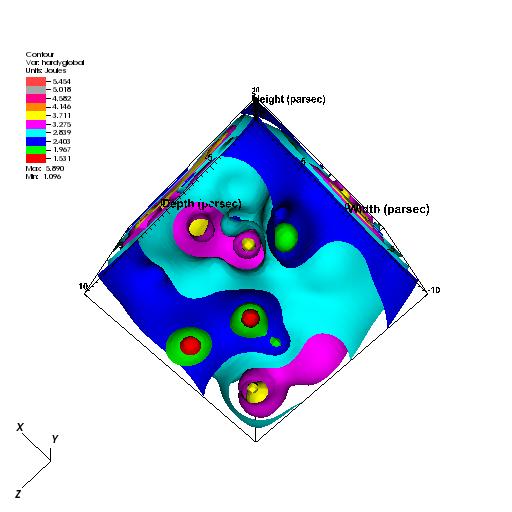 Contour
Var: hardyglobal
Units: Joules
5.454
5.018
4.582
4.146
3.711
3.275
2.839
2.403
1.967
1.531
Max: 5.890
Min: 1.096
Height (parsec)
Depth (parsec)
Width (parsec)
10
-10
X
Y
Z